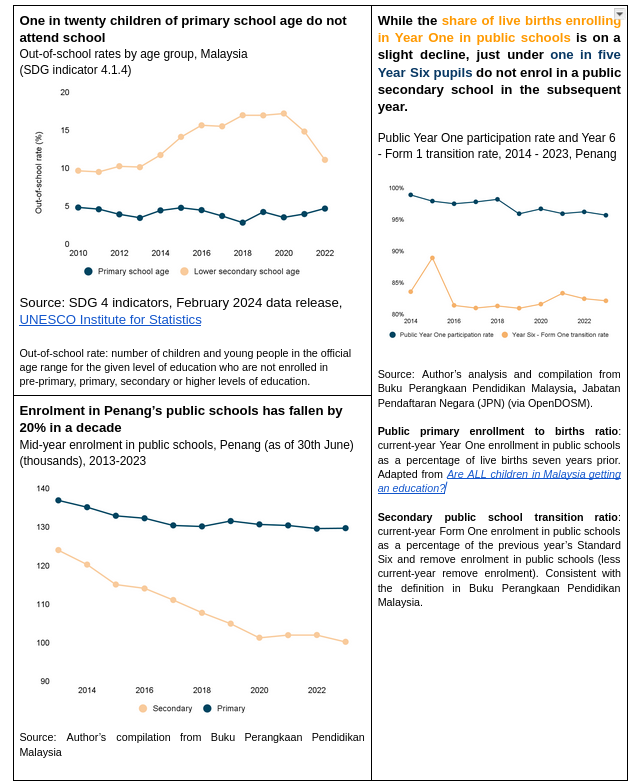 One in twenty children of primary school age do not
attend school
Out-of-school rates by age group, Malaysia
(SDG indicator 4.1.4)
20
15
10
5
0
Out-of-school rate (%)
2010 2012 2014 2016 2018 2020 2022
Primary school age Lower secondary school age
Source: SDG 4 indicators, February 2024 data release,
UNESCO Institute for Statistics
Out-of-school rate: number of children and young people in the official
age range for the given level of education who are not enrolled in
pre-primary, primary, secondary or higher levels of education.
Enrolment in Penang's public schools has fallen by
20% in a decade
Mid-year enrolment in public schools, Penang (as of 30th June)
(thousands), 2013-2023
140
130
120
110
100
90
2014 2016 2018 2020 2022
Secondary Primary
Source: Author's compilation from Buku Perangkaan Pendidikan
Malaysia
While the share of live births enrolling
in Year One in public schools is on a
slight decline, just under one in five
Year Six pupils do not enrol in a public
secondary school in the subsequent
year.
Public Year One participation rate and Year 6
- Form 1 transition rate, 2014 - 2023, Penang
100%
95%
90%
85%
80%
2014 2016 2018 2020 2022
Public Year One participation rate Year Six - Form One transition rate
Source: Author's analysis and compilation from
Buku Perangkaan Pendidikan Malaysia, Jabatan
Pendaftaran Negara (JPN) (via OpenDOSM).
Public primary enrollment to births ratio:
current-year Year One enrollment in public schools
as a percentage of live births seven years prior.
Adapted from Are ALL children in Malaysia getting
an education?
Secondary public school transition ratio:
current-year Form One enrolment in public schools
as a percentage of the previous year's Standard
Six and remove enrolment in public schools (less
current-year remove enrolment). Consistent with
the definition in Buku Perangkaan Pendidikan
Malaysia.